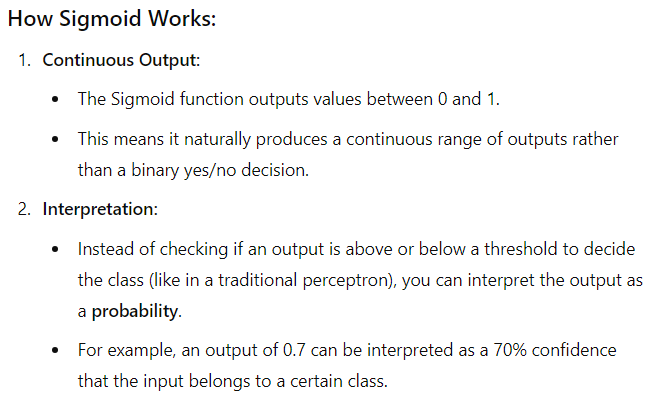 How Sigmoid Works:
1. Continuous Output:
• The Sigmoid function outputs values between 0 and 1.
• This means it naturally produces a continuous range of outputs rather
than a binary yes/no decision.
2. Interpretation:
• Instead of checking if an output is above or below a threshold to decide
the class (like in a traditional perceptron), you can interpret the output as
a probability.
• For example, an output of 0.7 can be interpreted as a 70% confidence
that the input belongs to a certain class.